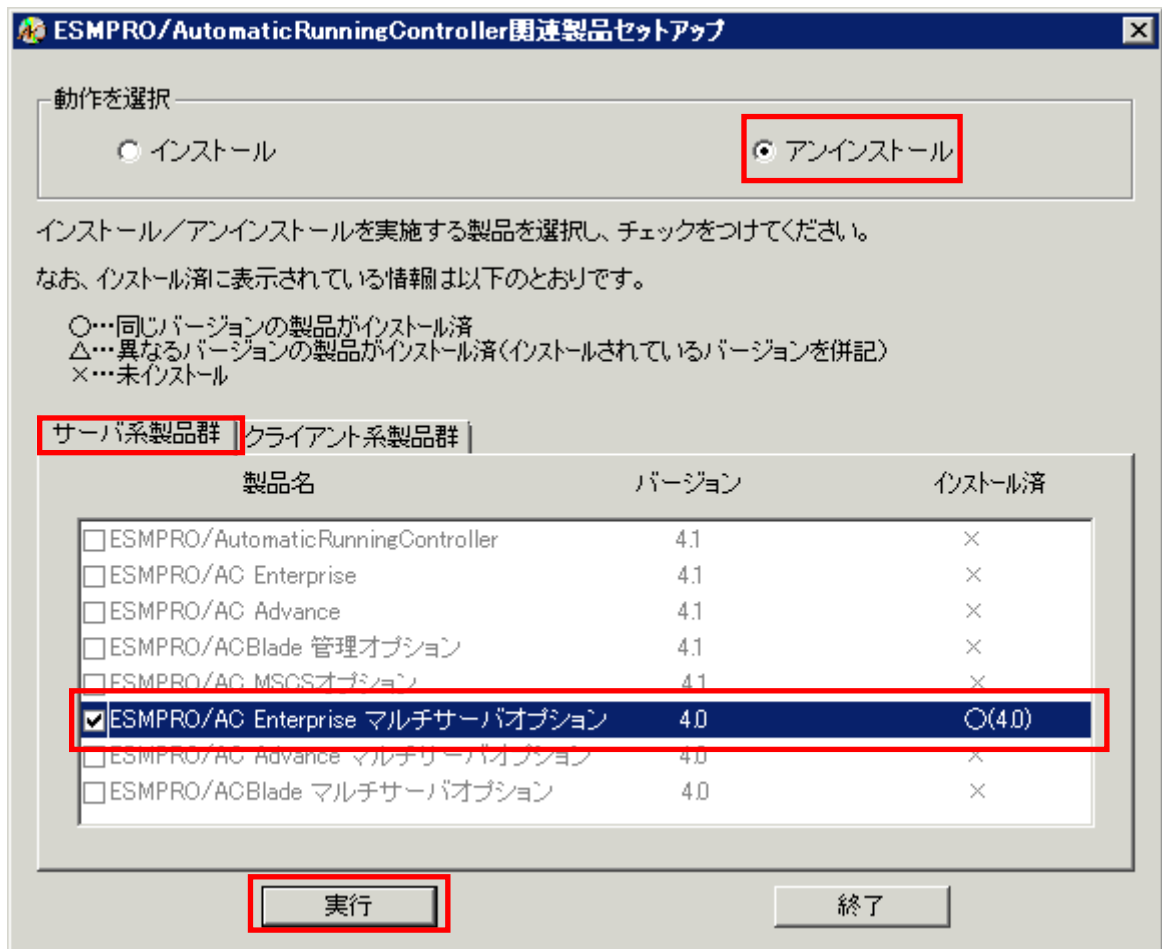 ESMPRO/AutomaticRunningController関連製品セットアップ
動作を選択
インストール アンインストール
インストール／アンインストールを実施する製品を選択し、チェックをつけてください。
なお、インストール済に表示されている情報は以下のとおりです。
○…同じバージョンの製品がインストール済
△…異なるバージョンの製品がインストール済(インストールされているバージョンを併記)
×…未インストール
サーバ系製品群 クライアント系製品群
製品名 バージョン インストール済
ESMPRO/AutomaticRunningController 4.1 ×
ESMPRO/AC Enterprise 4.1 ×
ESMPRO/AC Advance 4.1 ×
ESMPRO/ACBlade 管理オプション 4.1 ×
ESMPRO/AC MSCSオプション 4.1 ×
ESMPRO/AC Enterprise マルチサーバオプション 4.0 ○(4.0)
ESMPRO/AC Advance マルチサーバオプション 4.0 ×
ESMPRO/ACBlade マルチサーバオプション 4.0 ×
実行 終了